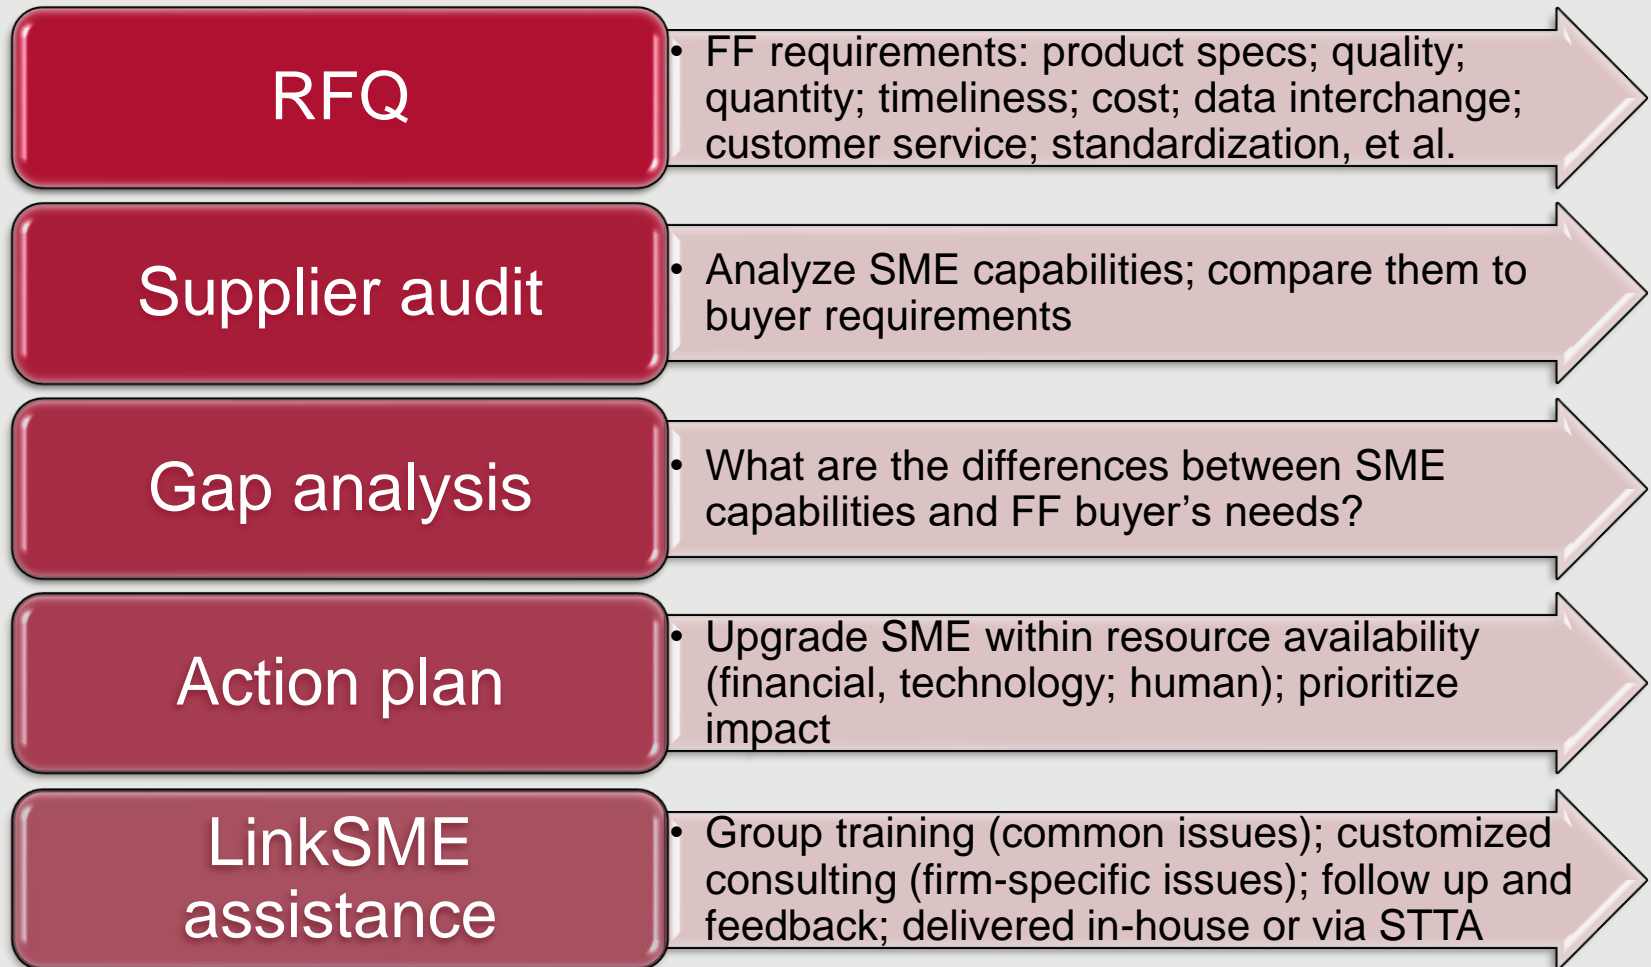 RFQ
• FF requirements: product specs; quality;
quantity; timeliness; cost; data interchange;
customer service; standardization, et al.
Supplier audit
• Analyze SME capabilities; compare them to
buyer requirements
Gap analysis
• What are the differences between SME
capabilities and FF buyer’s needs?
Action plan
• Upgrade SME within resource availability
(financial, technology; human); prioritize
impact
LinkSME
assistance
• Group training (common issues); customized
consulting (firm-specific issues); follow up and
feedback; delivered in-house or via STTA